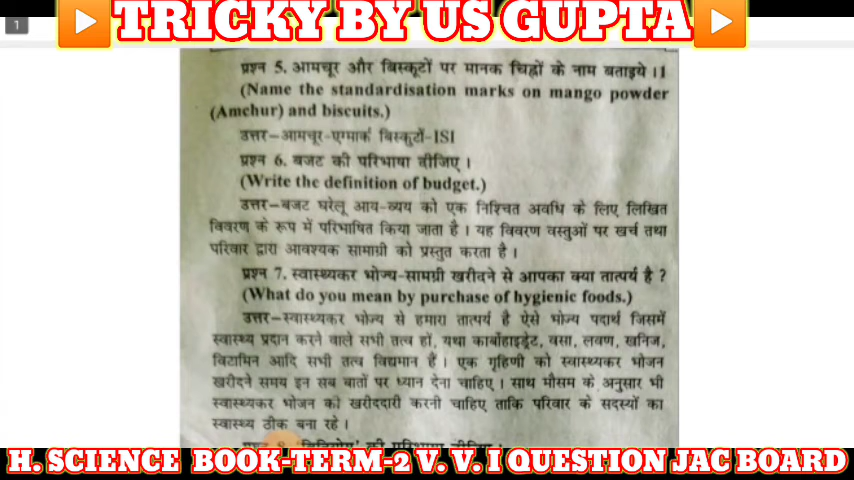 1
TRICKY BY US GUPTA
प्रश्न 5. आमचूर और बिस्कूटों पर मानक चिह्नों के नाम बताइये ।1
(Name the standardisation marks on mango powder
(Amchur) and biscuits.)
उत्तर–आमचूर-एग्मार्क बिस्कुटों-ISI
प्रश्न 6. बजट की परिभाषा दीजिए ।
(Write the definition of budget.)
उत्तर–बजट घरेलू आय-व्यय को एक निश्चित अवधि के लिए लिखित
विवरण के रूप में परिभाषित किया जाता है । यह विवरण वस्तुओं पर खर्च तथा
परिवार द्वारा आवश्यक सामाग्री को प्रस्तुत करता है ।
प्रश्न 7. स्वास्थ्यकर भोज्य-सामग्री खरीदने से आपका क्या तात्पर्य है ?
(What do you mean by purchase of hygienic foods.)
उत्तर–स्वास्थ्यकर भोज्य से हमारा तात्पर्य है ऐसे भोज्य पदार्थ जिसमें
स्वास्थ्य प्रदान करने वाले सभी तत्व हों, यथा कार्बोहाइड्रेट, वसा, लवण, खनिज,
विटामिन आदि सभी तत्व विद्यमान हैं । एक गृहिणी को स्वास्थ्यकर भोजन
खरीदने समय इन सब बातों पर ध्यान देना चाहिए । साथ मौसम के अनुसार भी
स्वास्थ्यकर भोजन को खरीददारी करनी चाहिए ताकि परिवार के सदस्यों का
स्वास्थ्य ठीक बना रहे ।
की परिभाषा दीजिए ।
H. SCIENCE BOOK-TERM-2 V. V. I QUESTION JAC BOARD